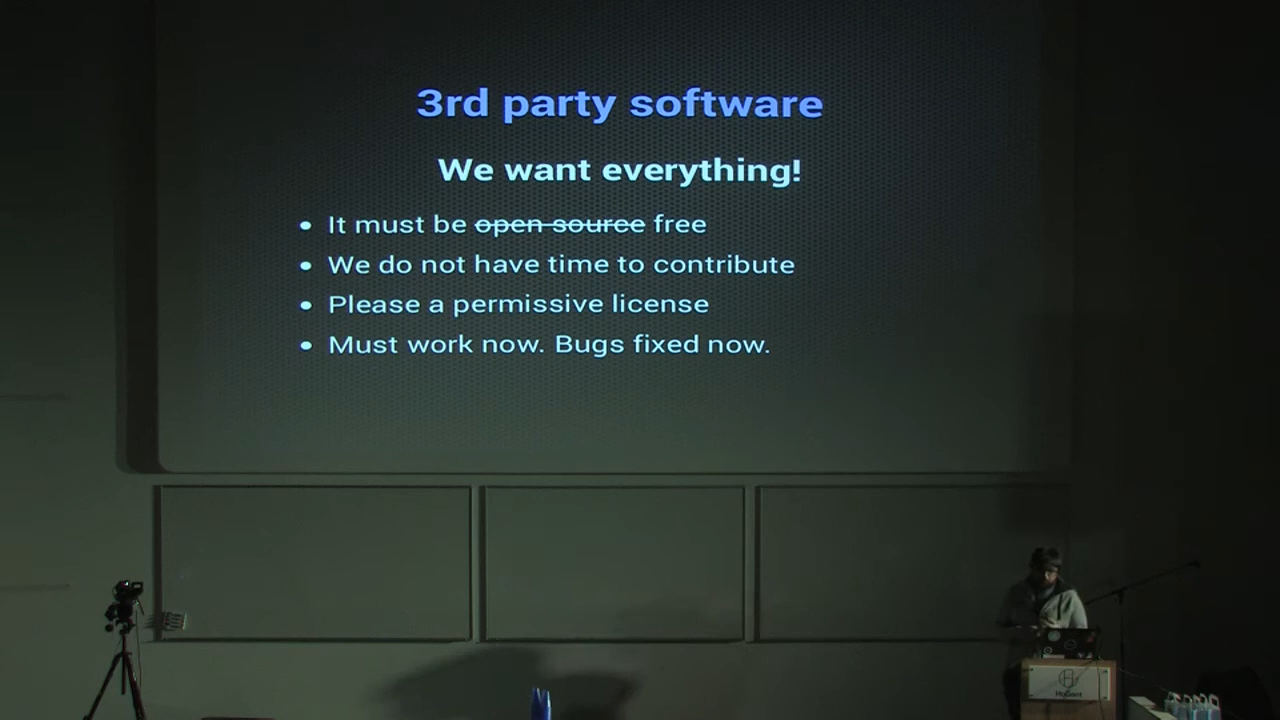 3rd party software
We want everything!
• It must be open source free
• We do not have time to contribute
• Please a permissive license
• Must work now. Bugs fixed now.
HoGent